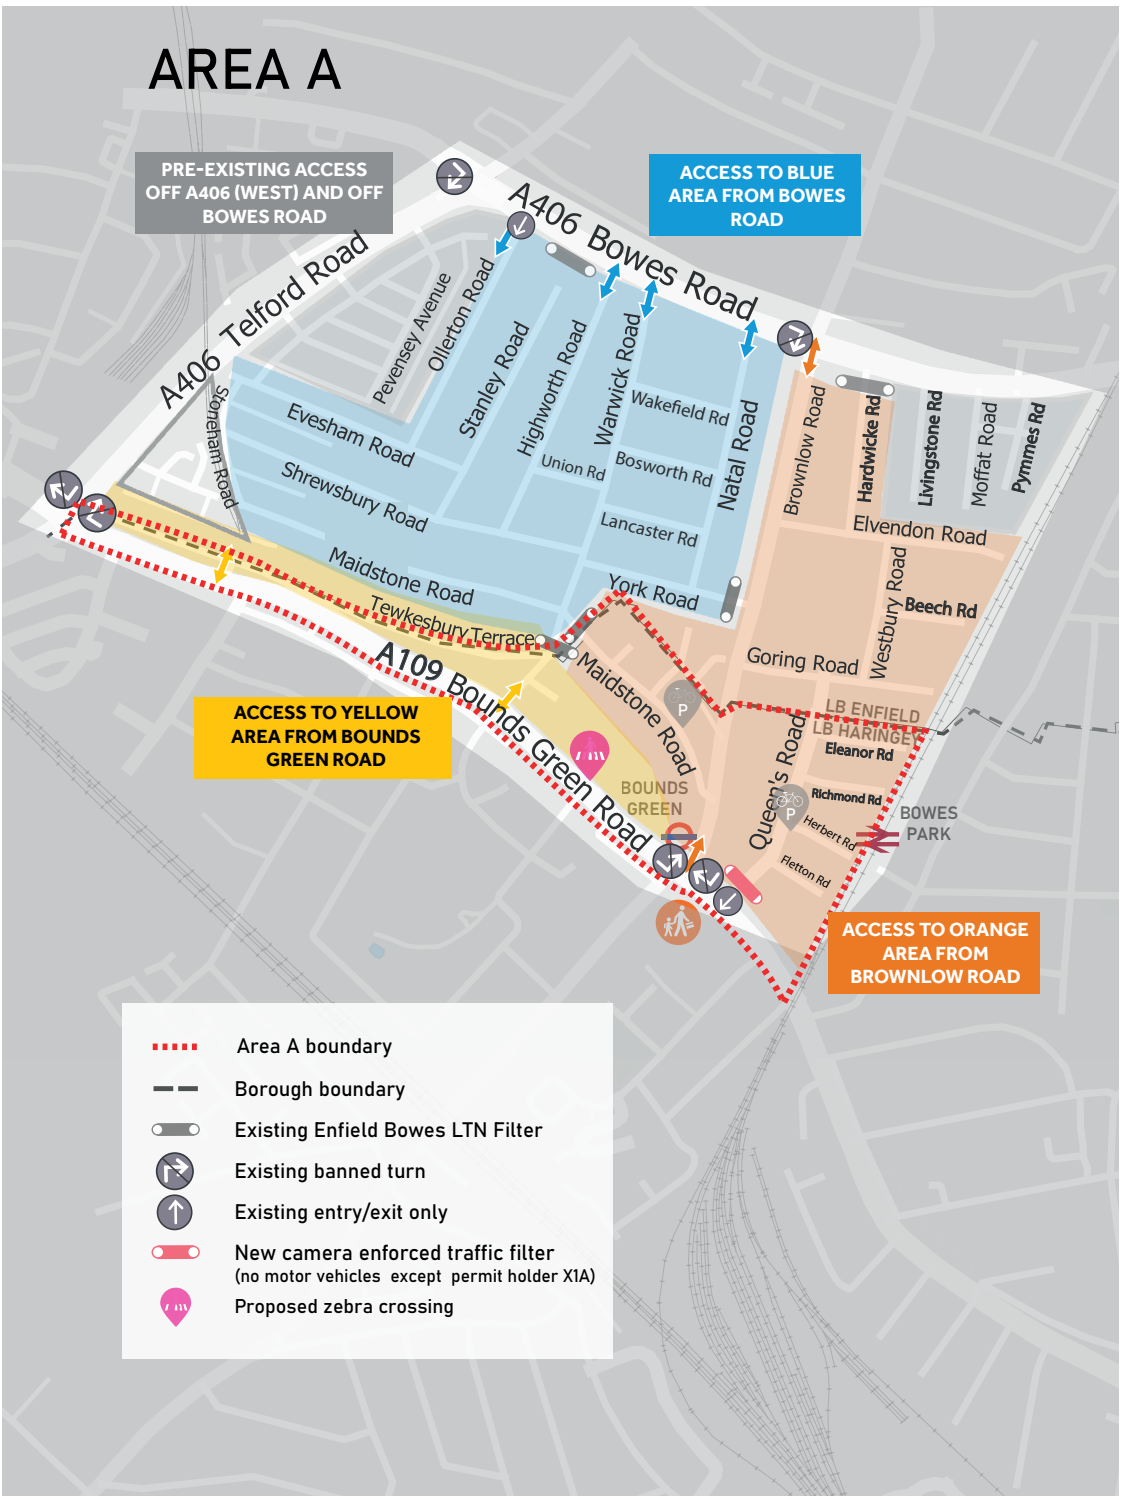 AREA A
PRE-EXISTING ACCESS
OFF A406 (WEST) AND OFF
BOWES ROAD
ACCESS TO BLUE
AREA FROM BOWES
ROAD
A406 Bowes Road
A406 Telford Road
Pevensey Avenue
Ollerton Road
Stanley Road
Highworth Road
Warwick Road
Wakefield Rd
Natal Road
Brownlow Road
Hardwicke Rd
Livingstone Rd
Moffat Road
Pymmes Rd
Stoneham Road
Evesham Road
Shrewsbury Road
Union Rd
Bosworth Rd
Lancaster Rd
Elvendon Road
Maidstone Road
York Road
Westbury Road
Beech Rd
Tewkesbury Terrace
A109 Bounds Green Road
Maidstone Road
Goring Road
LB ENFIELD
LB HARINGEY
P
ACCESS TO YELLOW
AREA FROM BOUNDS
GREEN ROAD
Queen's Road
Eleanor Rd
BOUNDS
GREEN
Richmond Rd
P
Herbert Rd
BOWES
PARK
Fletton Rd
ACCESS TO ORANGE
AREA FROM
BROWNLOW ROAD
Area A boundary
Borough boundary
Existing Enfield Bowes LTN Filter
Existing banned turn
Existing entry/exit only
New camera enforced traffic filter
(no motor vehicles except permit holder X1A)
Proposed zebra crossing